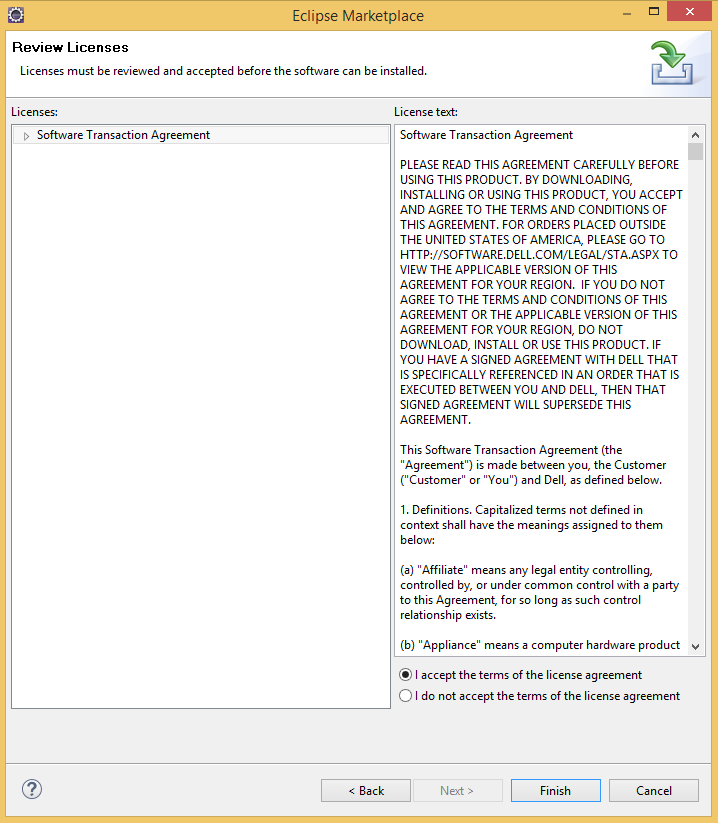 Eclipse Marketplace
Review Licenses
Licenses must be reviewed and accepted before the software can be installed.
Licenses:
Software Transaction Agreement
License text:
Software Transaction Agreement
PLEASE READ THIS AGREEMENT CAREFULLY BEFORE
USING THIS PRODUCT. BY DOWNLOADING,
INSTALLING OR USING THIS PRODUCT, YOU ACCEPT
AND AGREE TO THE TERMS AND CONDITIONS OF
THIS AGREEMENT. FOR ORDERS PLACED OUTSIDE
THE UNITED STATES OF AMERICA, PLEASE GO TO
HTTP://SOFTWARE.DELL.COM/LEGAL/STA.ASPX TO
VIEW THE APPLICABLE VERSION OF THIS
AGREEMENT FOR YOUR REGION.  IF YOU DO NOT
AGREE TO THE TERMS AND CONDITIONS OF THIS
AGREEMENT OR THE APPLICABLE VERSION OF THIS
AGREEMENT FOR YOUR REGION, DO NOT
DOWNLOAD, INSTALL OR USE THIS PRODUCT. IF
YOU HAVE A SIGNED AGREEMENT WITH DELL THAT
IS SPECIFICALLY REFERENCED IN AN ORDER THAT IS
EXECUTED BETWEEN YOU AND DELL, THEN THAT
SIGNED AGREEMENT WILL SUPERSEDE THIS
AGREEMENT.
This Software Transaction Agreement (the
"Agreement") is made between you, the Customer
("Customer" or "You") and Dell, as defined below.
1. Definitions. Capitalized terms not defined in
context shall have the meanings assigned to them
below:
(a) "Affiliate" means any legal entity controlling,
controlled by, or under common control with a party
to this Agreement, for so long as such control
relationship exists.
(b) "Appliance" means a computer hardware product
I accept the terms of the license agreement
I do not accept the terms of the license agreement
?
< Back
Next >
Finish
Cancel